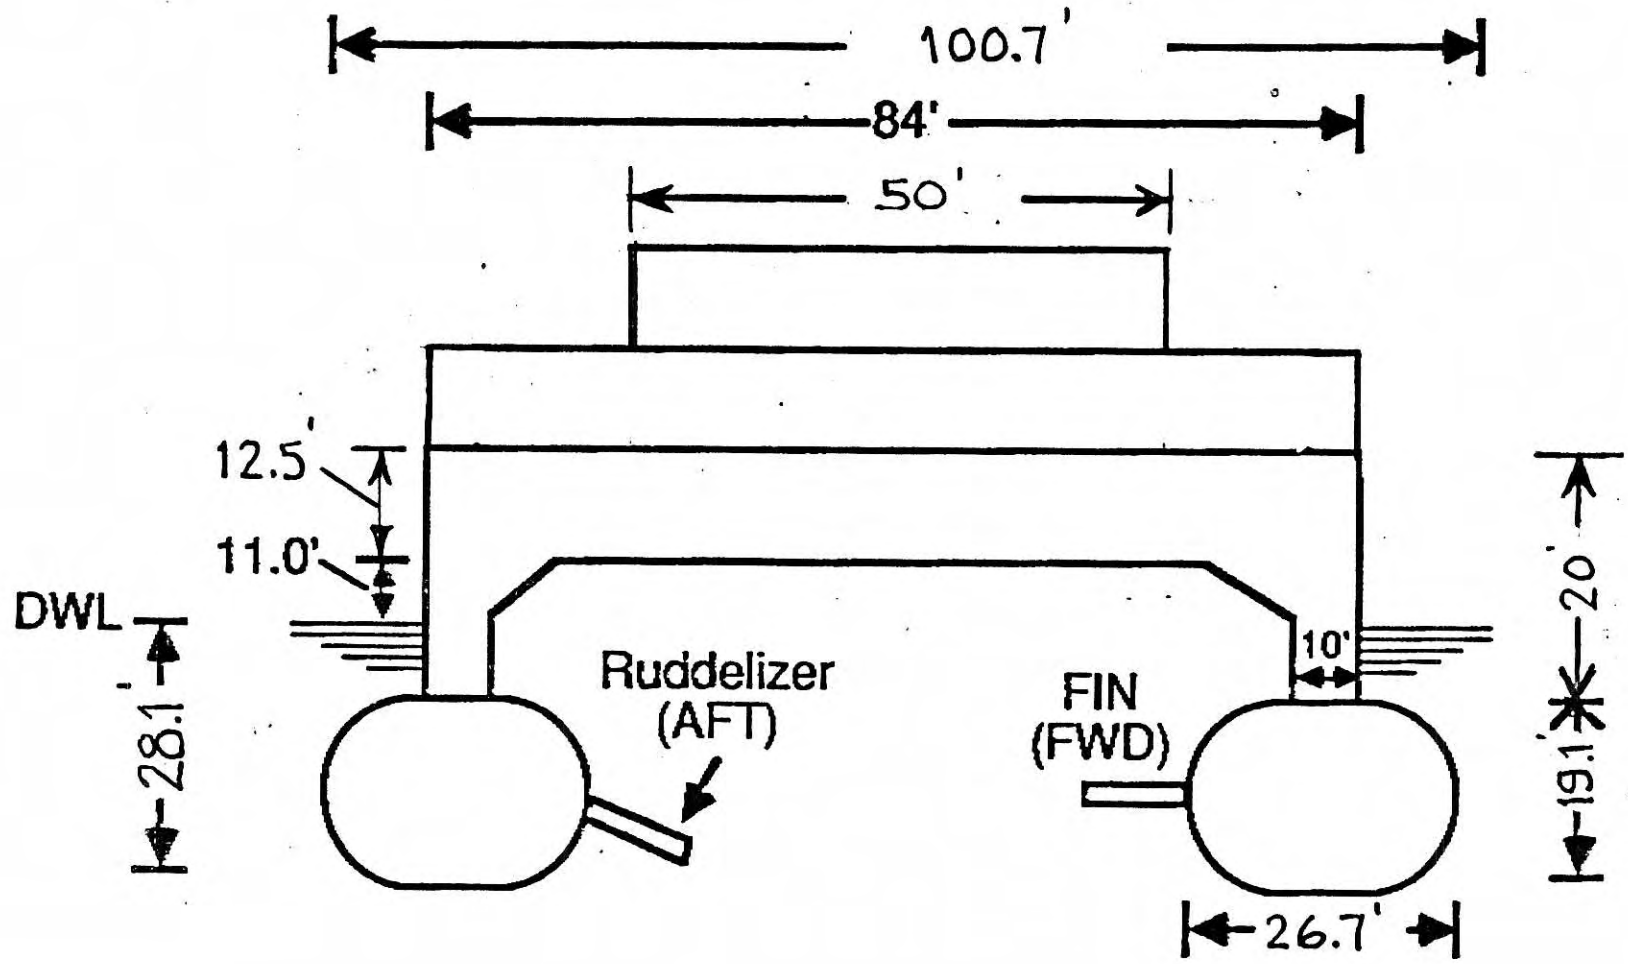 100.7'
84'
50'
12.5'
11.0'
DWL
28.1
20'
10'
Ruddelizer
(AFT)
FIN
(FWD)
19.1'
26.7'